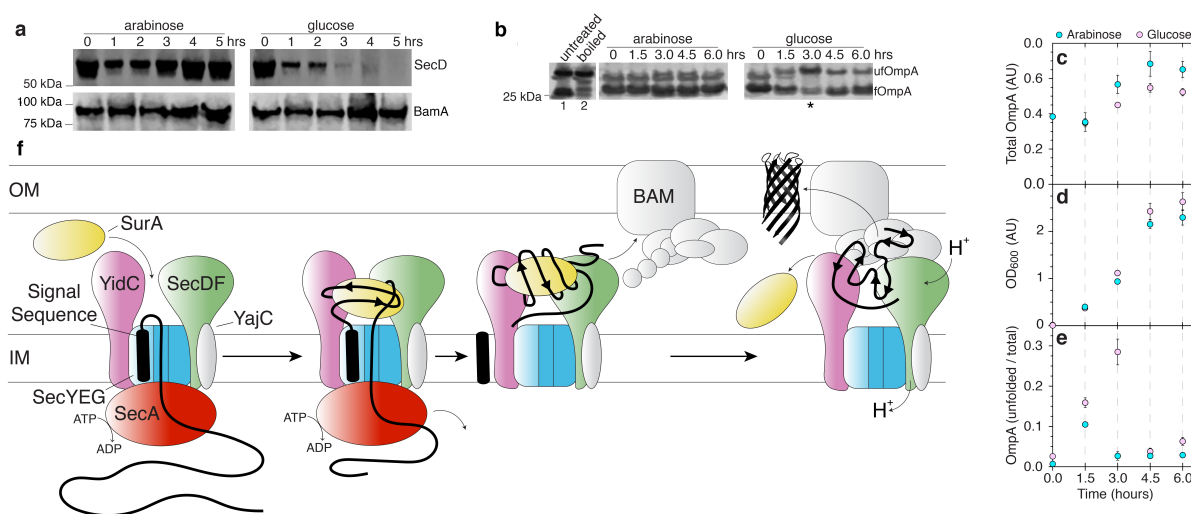 a
arabinose
glucose
0 1 2 3 4 5 hrs
0 1 2 3 4 5 hrs
SecD
50 kDa
100 kDa
BamA
75 kDa
b
untreated
boiled
arabinose
glucose
0 1.5 3.0 4.5 6.0 hrs
0 1.5 3.0 4.5 6.0 hrs
ufOmpA
25 kDa
fOmpA
1 2
*
Arabinose Glucose
c
Total OmpA (AU)
0.0
0.6
0.4
0.2
0.0
d
OD600 (AU)
2
1
0
e
OmpA (unfolded / total)
0.3
0.2
0.1
0.0
0.0 1.5 3.0 4.5 6.0
Time (hours)
f
OM
SurA
BAM
YidC
SecDF
H+
Signal
Sequence
YajC
IM
SecYEG
SecA
ATP
ADP
ATP
ADP
H+